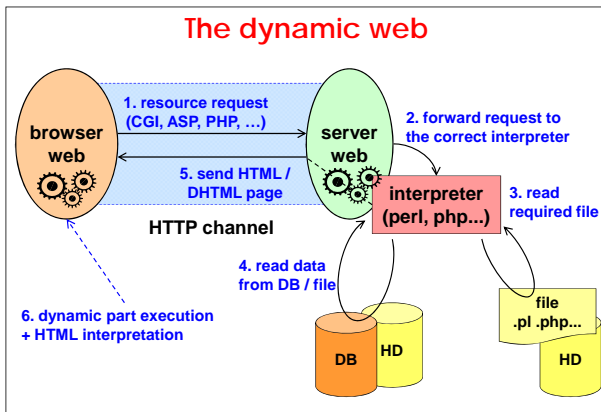 The dynamic web
1. resource request
(CGI, ASP, PHP, …)
browser
web
server
web
2. forward request to
the correct interpreter
5. send HTML /
DHTML page
interpreter
(perl, php...)
3. read
required file
HTTP channel
4. read data
from DB / file
6. dynamic part execution
+ HTML interpretation
file
.pl .php...
DB
HD
HD